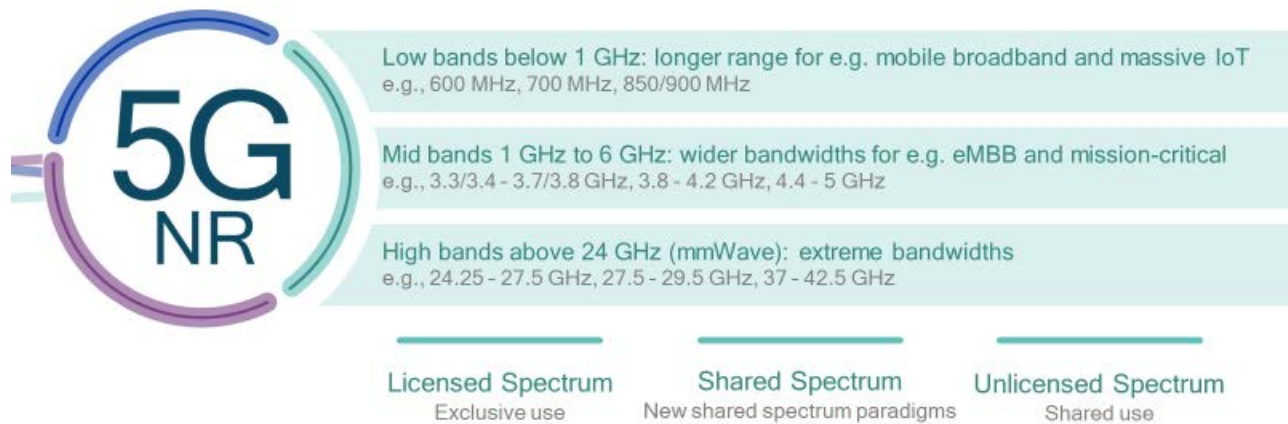 5G
NR
Low bands below 1 GHz: longer range for e.g. mobile broadband and massive IoT
e.g., 600 MHz, 700 MHz, 850/900 MHz
Mid bands 1 GHz to 6 GHz: wider bandwidths for e.g. eMBB and mission-critical
e.g., 3.3/3.4 - 3.7/3.8 GHz, 3.8 - 4.2 GHz, 4.4 - 5 GHz
High bands above 24 GHz (mmWave): extreme bandwidths
e.g., 24.25 - 27.5 GHz, 27.5 - 29.5 GHz, 37 - 42.5 GHz
Licensed Spectrum
Exclusive use
Shared Spectrum
New shared spectrum paradigms
Unlicensed Spectrum
Shared use